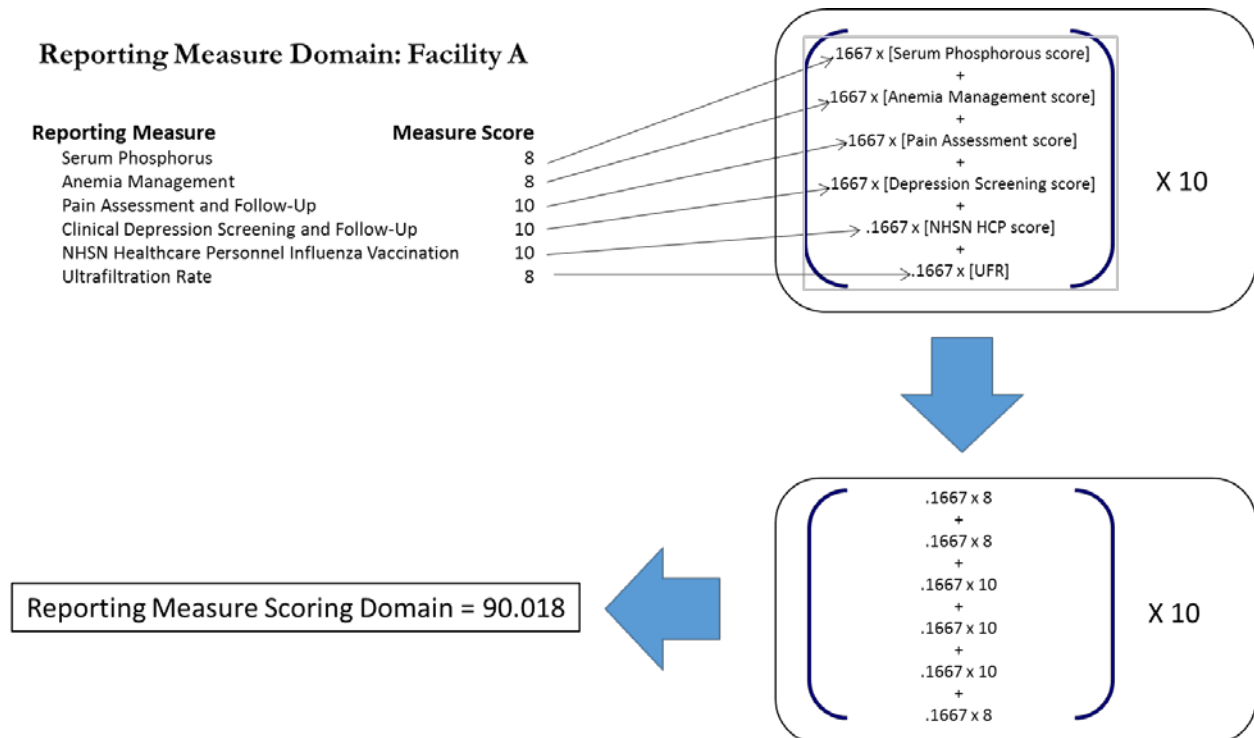 Reporting Measure Domain: Facility A
Reporting Measure Measure Score
Serum Phosphorus 8
Anemia Management 8
Pain Assessment and Follow-Up 10
Clinical Depression Screening and Follow-Up 10
NHSN Healthcare Personnel Influenza Vaccination 10
Ultrafiltration Rate 8
.1667 x [Serum Phosphorous score]
+
.1667 x [Anemia Management score]
+
.1667 x [Pain Assessment score]
+
.1667 x [Depression Screening score]
+
.1667 x [NHSN HCP score]
+
.1667 x [UFR]
X 10
.1667 x 8
+
.1667 x 8
+
.1667 x 10
+
.1667 x 10
+
.1667 x 10
+
.1667 x 8
X 10
Reporting Measure Scoring Domain = 90.018